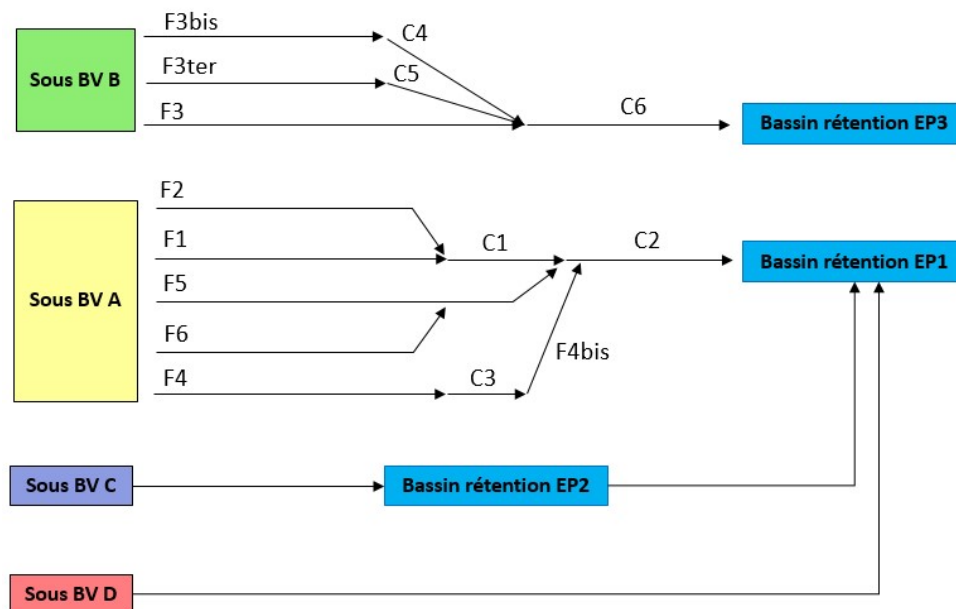 F3bis
C4
Sous BV B
F3ter
C5
F3
C6
Bassin rétention EP3
F2
F1
C1
C2
Bassin rétention EP1
Sous BV A
F5
F6
F4bis
F4
C3
Sous BV C
Bassin rétention EP2
Sous BV D